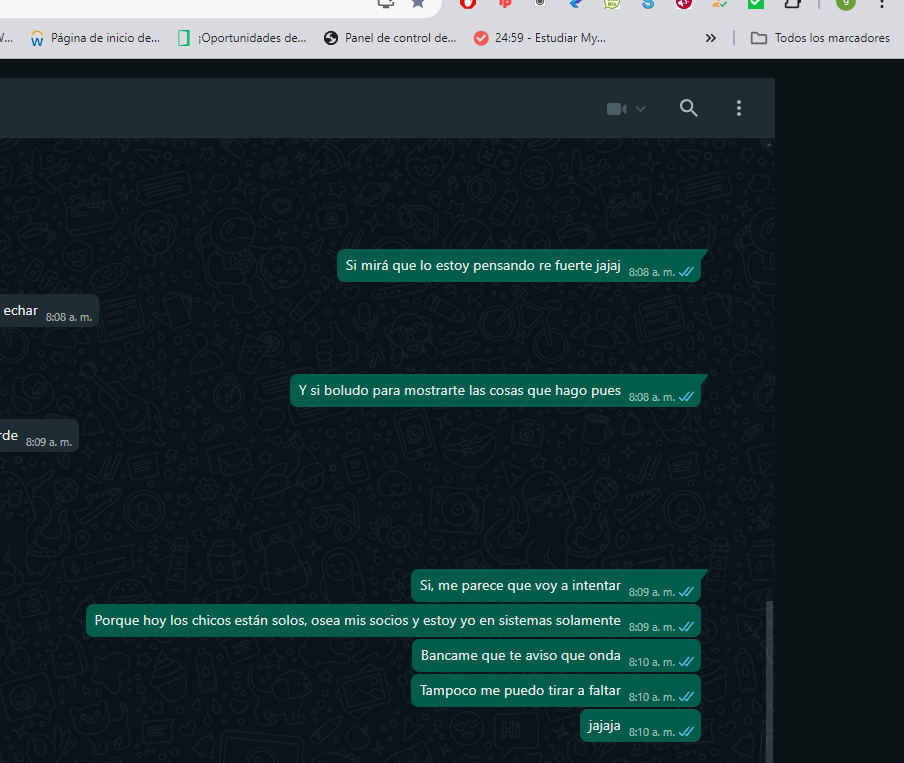 Página de inicio de...
¡Oportunidades de...
Panel de control de...
24:59 - Estudiar My...
Todos los marcadores
Si mirá que lo estoy pensando re fuerte jajaj 8:08 a. m.
echar 8:08 a. m.
Y si boludo para mostrarte las cosas que hago pues 8:08 a. m.
rde 8:09 a. m.
Si, me parece que voy a intentar 8:09 a. m.
Porque hoy los chicos están solos, osea mis socios y estoy yo en sistemas solamente 8:09 a. m.
Bancame que te aviso que onda 8:10 a. m.
Tampoco me puedo tirar a faltar 8:10 a. m.
jajaja 8:10 a. m.